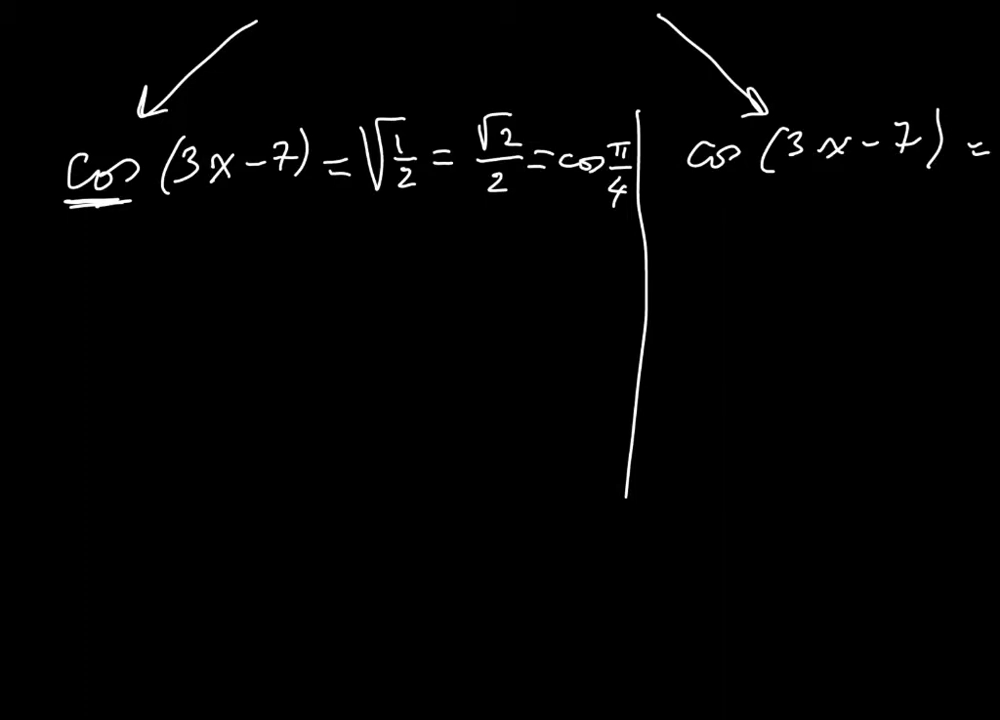 cos (3x-7) = √1/2 = √2/2 = cos π/4
cos (3x-7) =